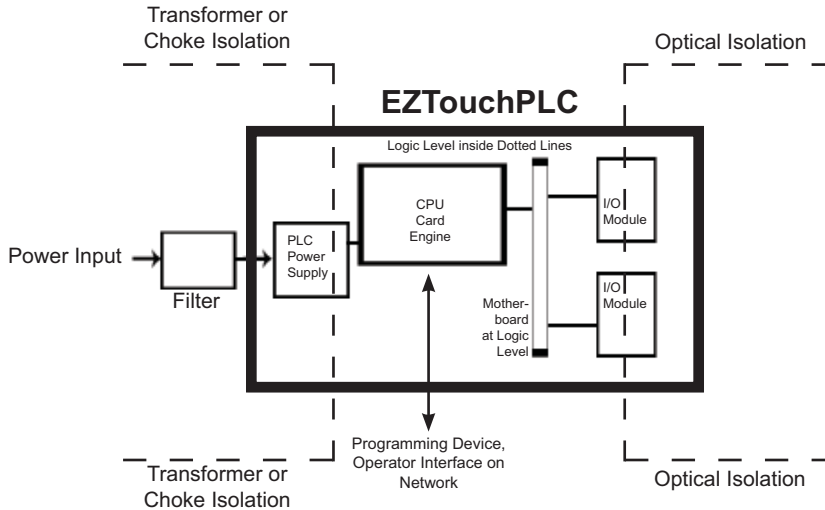 Transformer or
Choke Isolation
Optical Isolation
EZTouchPLC
Logic Level inside Dotted Lines
CPU
Card
Engine
I/O
Module
Power Input
Filter
PLC
Power
Supply
Mother-
board
at Logic
Level
I/O
Module
Programming Device,
Operator Interface on
Network
Transformer or
Choke Isolation
Optical Isolation